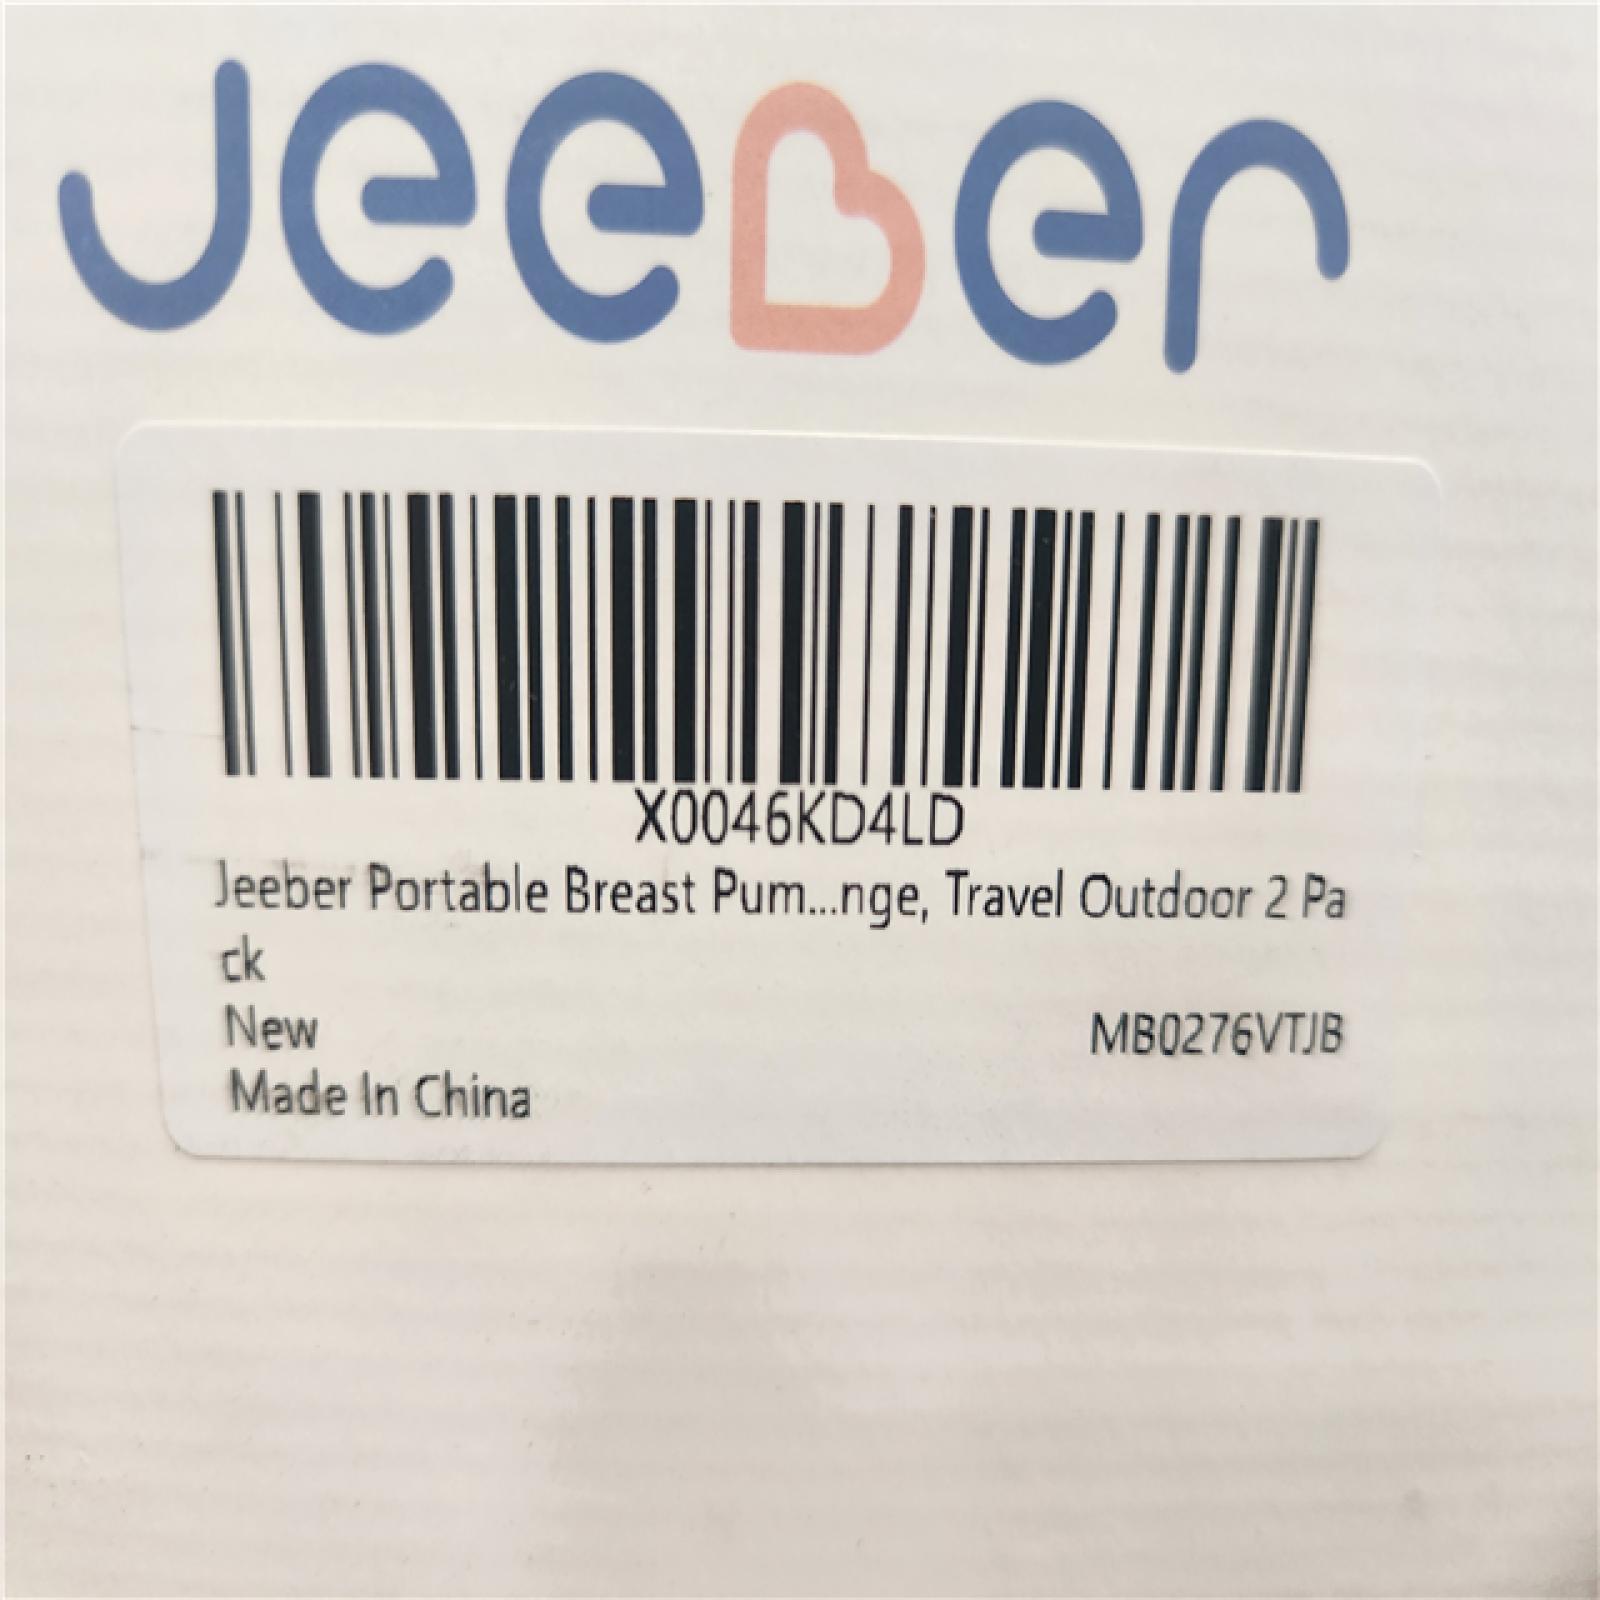 Jeeber
X0046KD4LD
Jeeber Portable Breast Pum...nge, Travel Outdoor 2 Pa
ck
New MB0276VTJB
Made In China